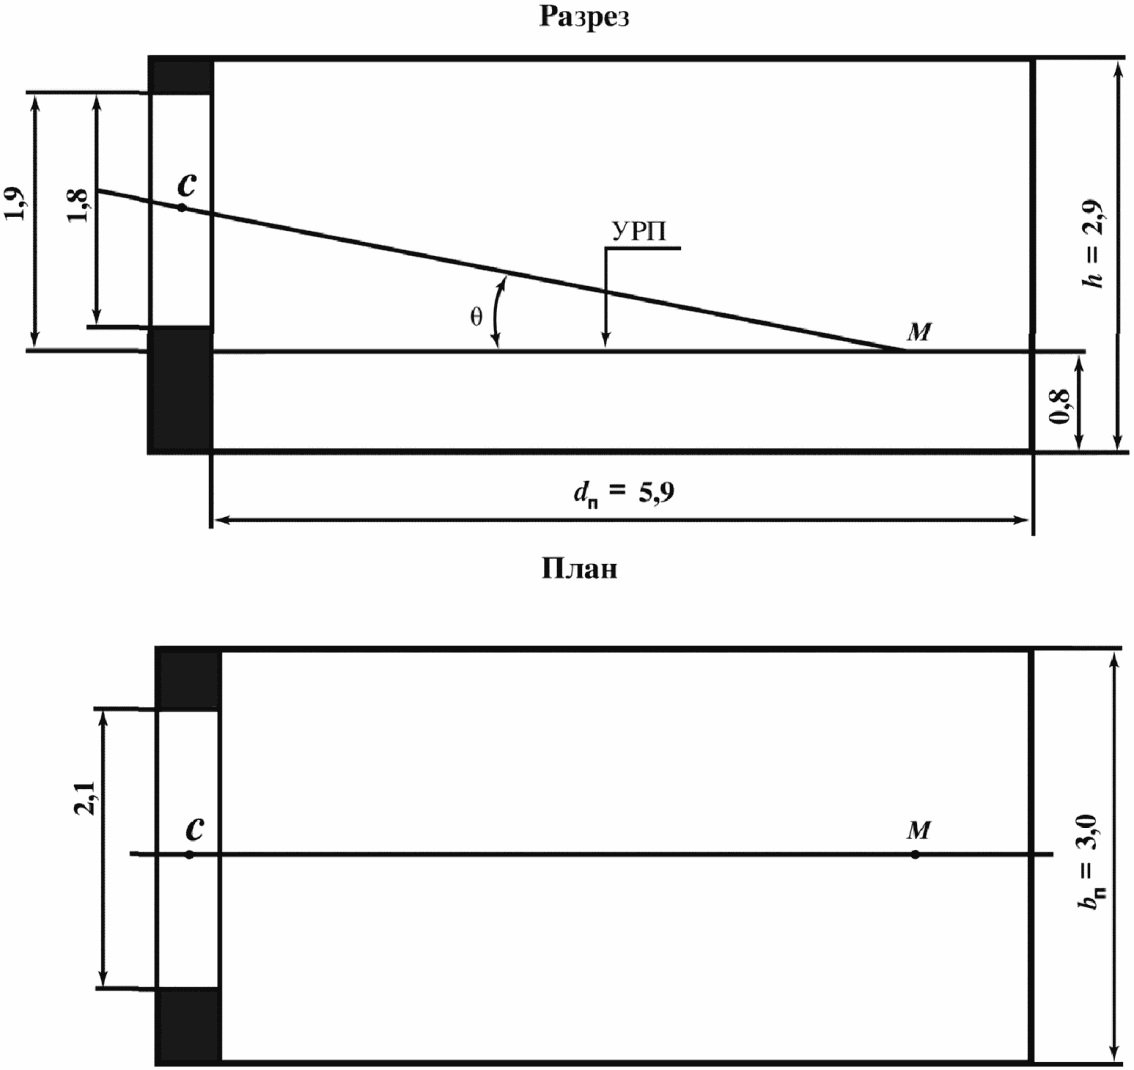 Разрез
1,9
1,8
C
УРП
θ
M
h = 2,9
0,8
dп = 5,9
План
2,1
C
M
bп = 3,0